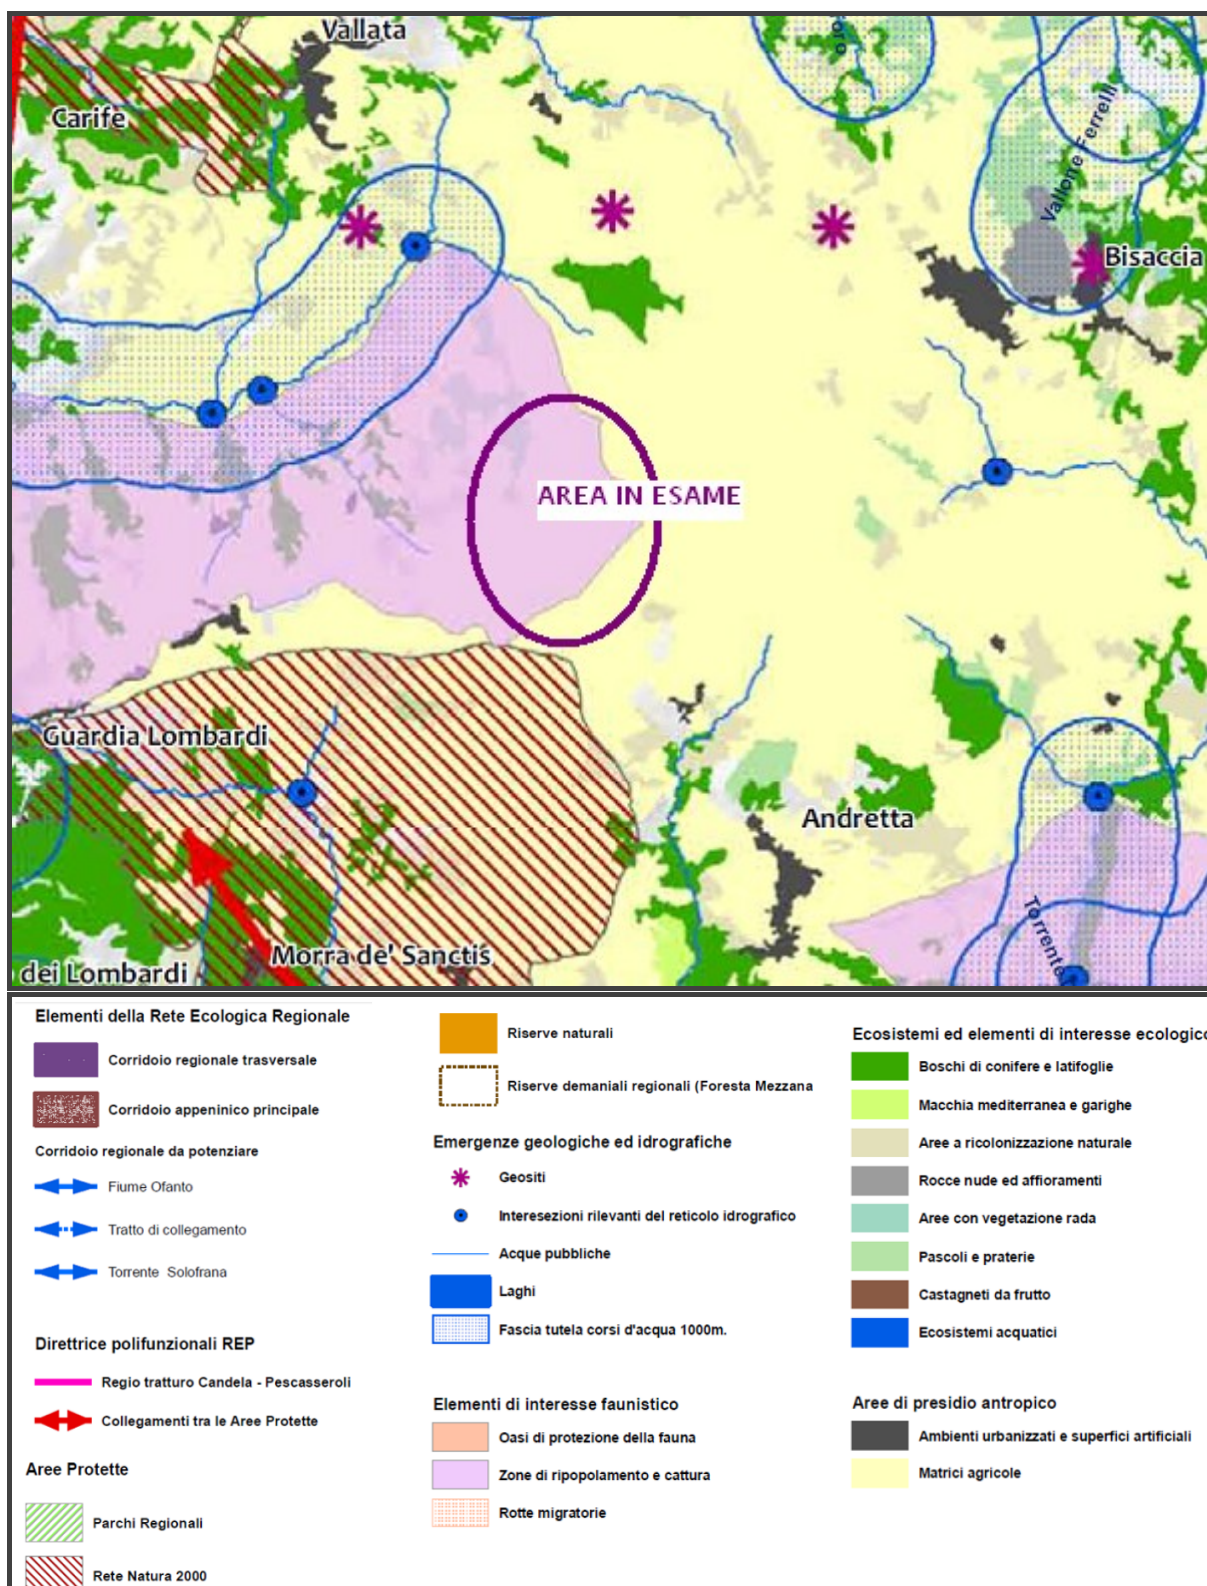 Vallata
oro
Carife
Vallone Ferrelli
Bisaccia
AREA IN ESAME
Guardia Lombardi
Andretta
Torrente
Morra de' Sanctis
dei Lombardi
Elementi della Rete Ecologica Regionale
Corridoio regionale trasversale
Corridoio appeninico principale
Corridoio regionale da potenziare
Fiume Ofanto
Tratto di collegamento
Torrente Solofrana
Direttrice polifunzionali REP
Regio tratturo Candela - Pescasseroli
Collegamenti tra le Aree Protette
Aree Protette
Parchi Regionali
Rete Natura 2000
Riserve naturali
Riserve demaniali regionali (Foresta Mezzana
Emergenze geologiche ed idrografiche
Geositi
Interesezioni rilevanti del reticolo idrografico
Acque pubbliche
Laghi
Fascia tutela corsi d'acqua 1000m.
Elementi di interesse faunistico
Oasi di protezione della fauna
Zone di ripopolamento e cattura
Rotte migratorie
Ecosistemi ed elementi di interesse ecologico
Boschi di conifere e latifoglie
Macchia mediterranea e garighe
Aree a ricolonizzazione naturale
Rocce nude ed affioramenti
Aree con vegetazione rada
Pascoli e praterie
Castagneti da frutto
Ecosistemi acquatici
Aree di presidio antropico
Ambienti urbanizzati e superfici artificiali
Matrici agricole